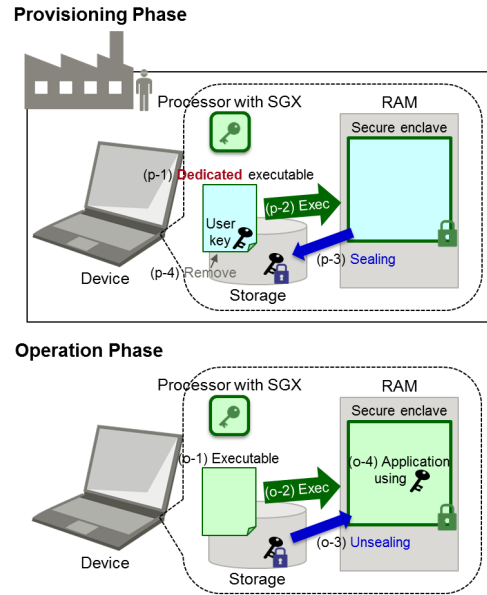 Provisioning Phase
Processor with SGX
RAM
Secure enclave
(p-1) Dedicated executable
(p-2) Exec
User
key
(p-3) Sealing
(p-4) Remove
Device
Storage
Operation Phase
Processor with SGX
RAM
Secure enclave
(o-1) Executable
(o-4) Application
using
(o-2) Exec
(o-3) Unsealing
Device
Storage